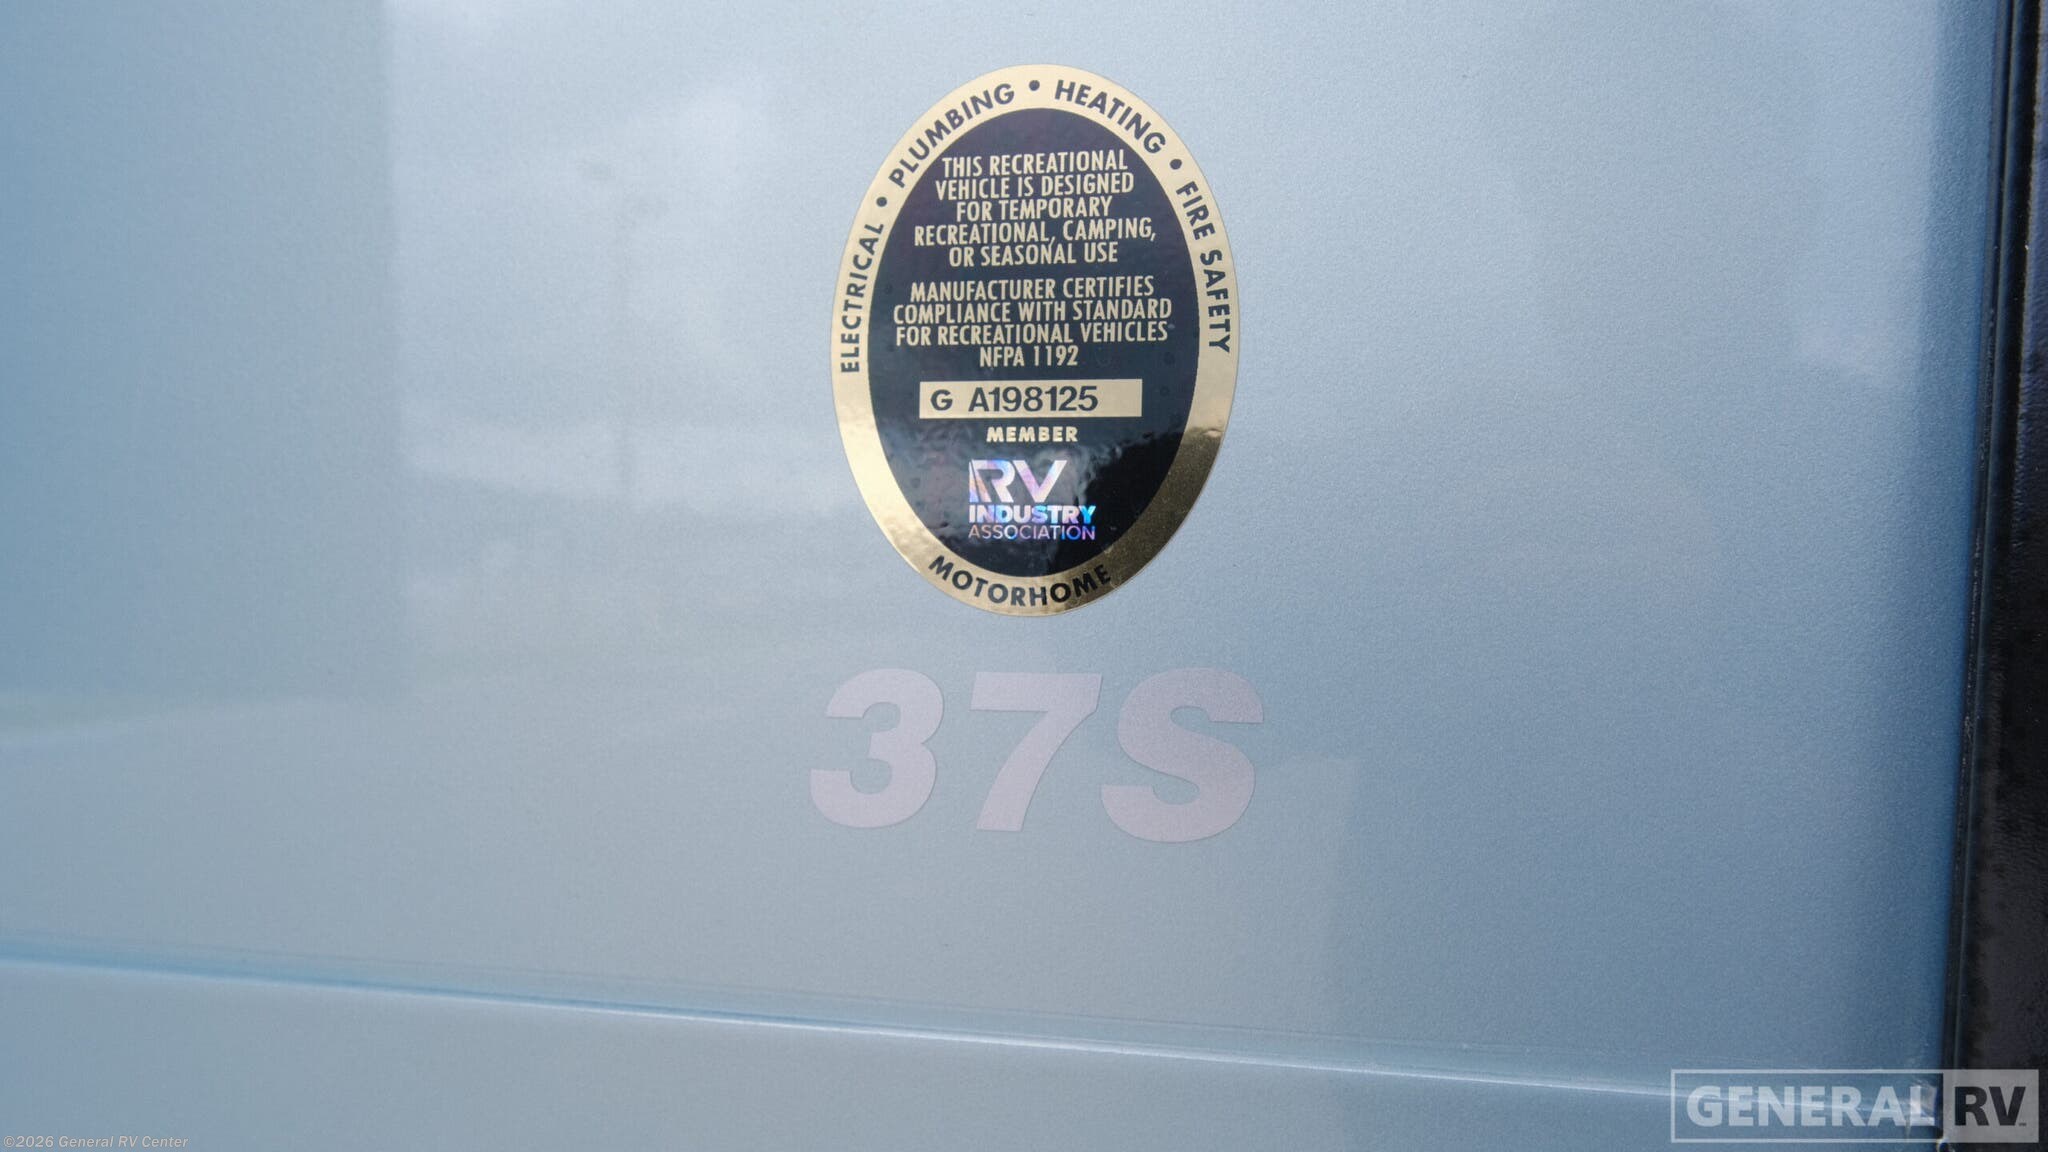 ELECTRICAL • PLUMBING • HEATING • FIRE SAFETY
THIS RECREATIONAL
VEHICLE IS DESIGNED
FOR TEMPORARY
RECREATIONAL, CAMPING,
OR SEASONAL USE
MANUFACTURER CERTIFIES
COMPLIANCE WITH STANDARD
FOR RECREATIONAL VEHICLES
NFPA 1192
G A198125
MEMBER
RV
INDUSTRY
ASSOCIATION
MOTORHOME
37S
GENERAL RV
©2026 General RV Center